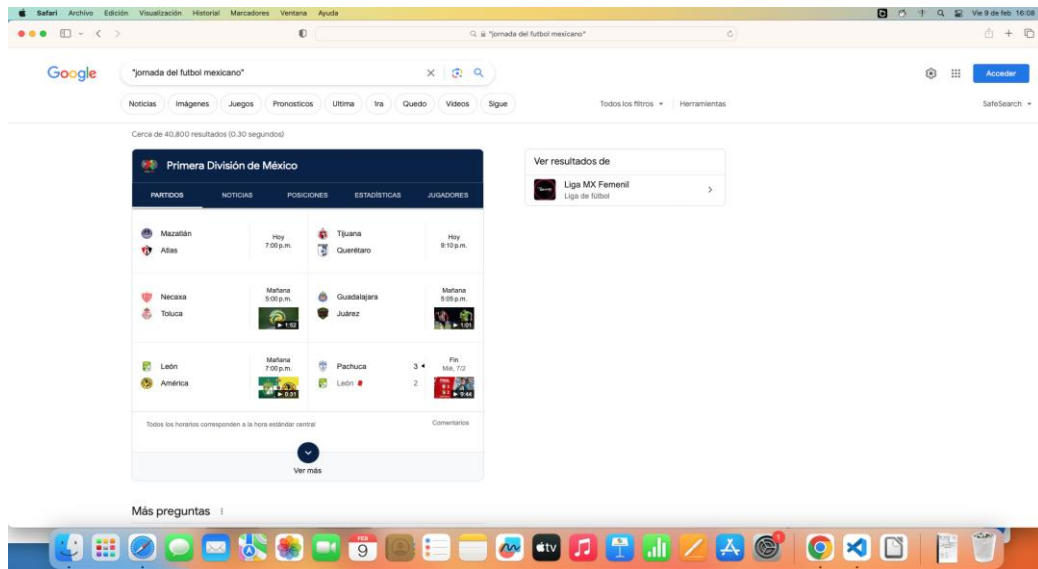 Safari Archivo Edición Visualización Historial Marcadores Ventana Ayuda Vie 9 de feb 16:08
"jornada del futbol mexicano"
Google "jornada del futbol mexicano" Acceder
Noticias Imágenes Juegos Pronosticos Ultima 1ra Quedo Videos Sigue Todos los filtros Herramientas SafeSearch
Cerca de 40,800 resultados (0.30 segundos)
Primera División de México
PARTIDOS NOTICIAS POSICIONES ESTADÍSTICAS JUGADORES
Mazatlán
Atlas
Hoy
7:00 p.m.
Tijuana
Querétaro
Hoy
9:10 p.m.
Necaxa
Toluca
Mañana
5:00 p.m.
1:52
Guadalajara
Juárez
Mañana
5:05 p.m.
1:01
León
América
Mañana
7:00 p.m.
0:31
Pachuca 3
León 2
Fin
Mié, 7/2
9:44
Todos los horarios corresponden a la hora estándar central Comentarios
Ver más
Más preguntas
Ver resultados de
Liga MX Femenil
Liga de fútbol
FEB
9
tv